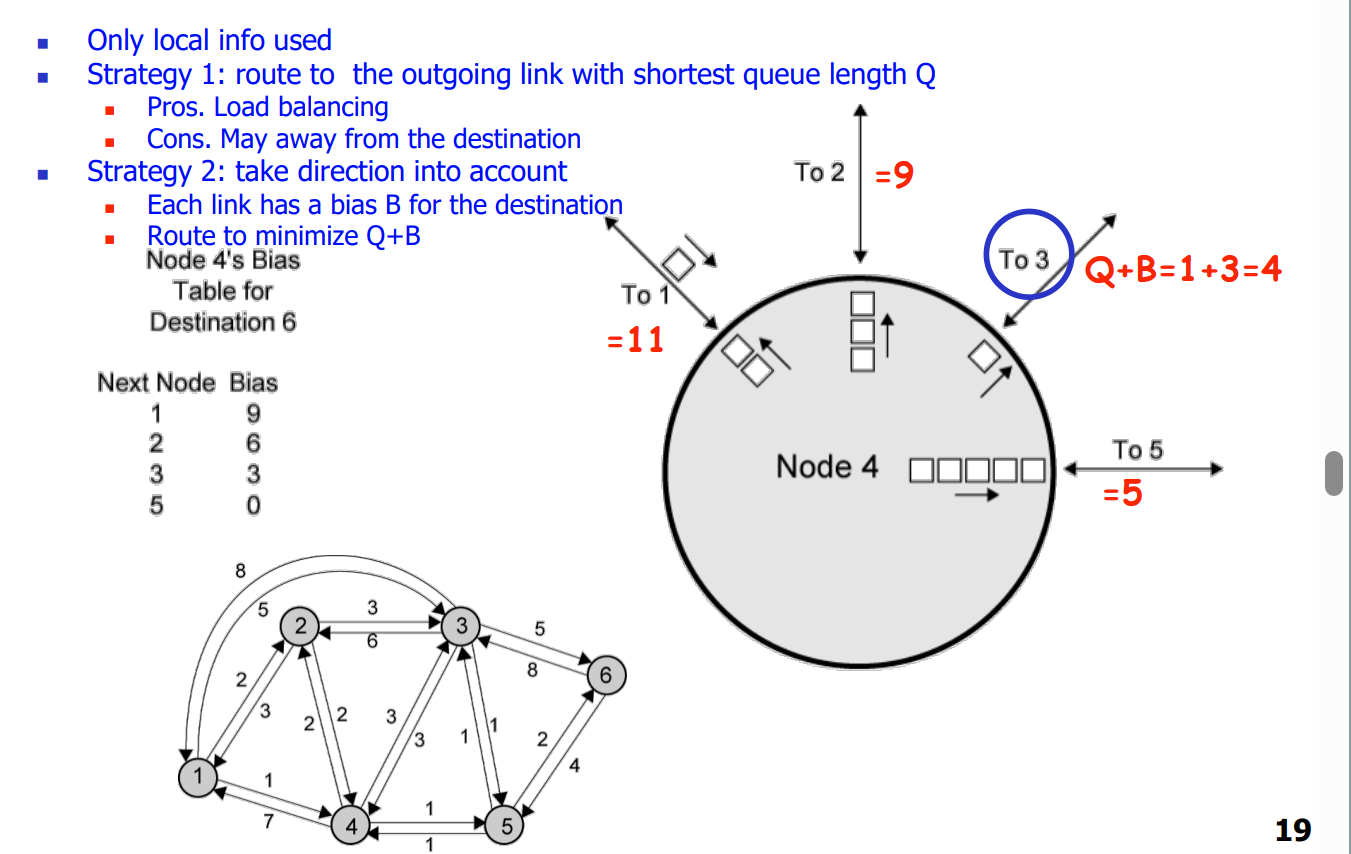 Only local info used
Strategy 1: route to the outgoing link with shortest queue length Q
Pros. Load balancing
Cons. May away from the destination
Strategy 2: take direction into account
Each link has a bias B for the destination
Route to minimize Q+B
Node 4's Bias
Table for
Destination 6
Next Node Bias
1 9
2 6
3 3
5 0
To 2 =9
To 3 Q+B=1+3=4
To 1
=11
Node 4
To 5
=5
8
5
2
3
6
3
5
8
6
2
3
2
2
3
3
1
1
2
4
1
1
7
4
1
1
5
19